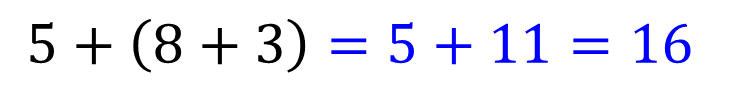 5 + (8 + 3) = 5 + 11 = 16